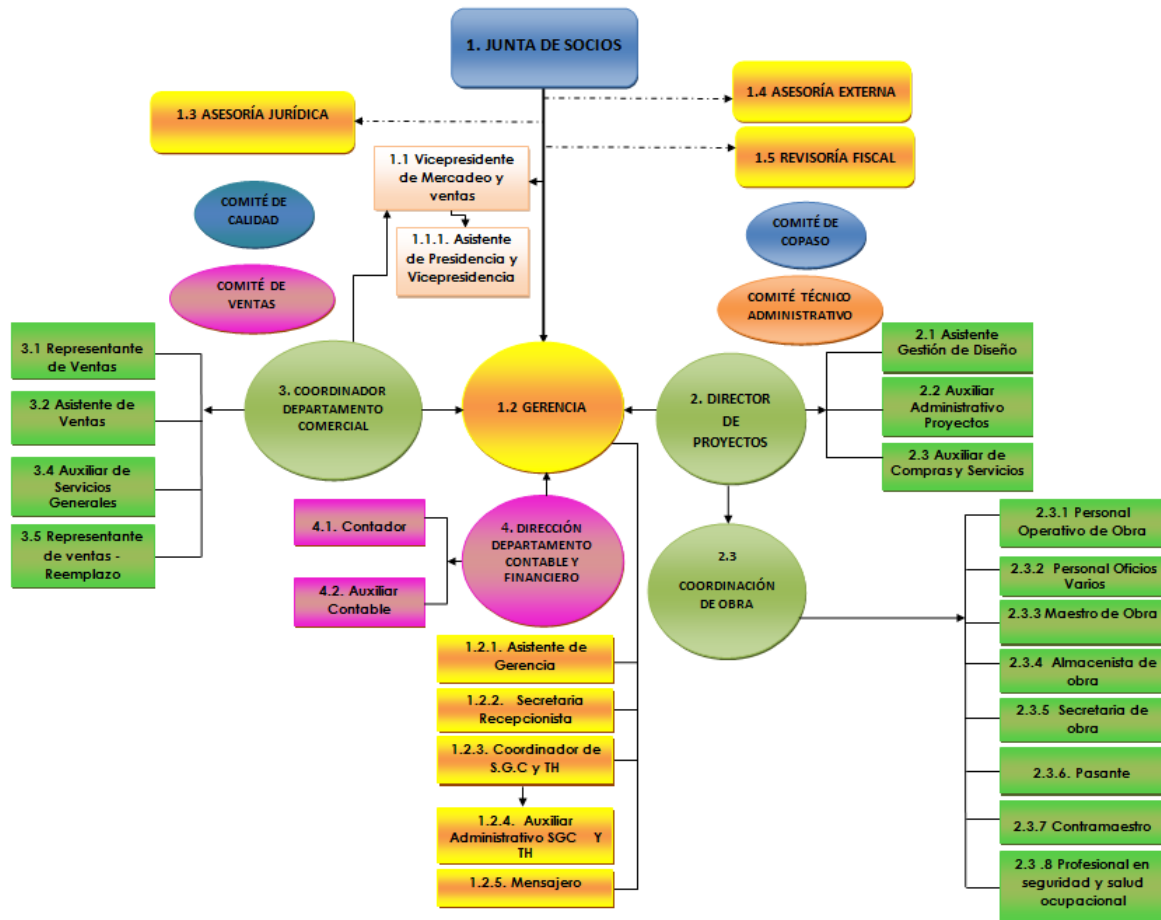 1. JUNTA DE SOCIOS
1.4 ASESORÍA EXTERNA
1.3 ASESORÍA JURÍDICA
1.5 REVISORÍA FISCAL
1.1 Vicepresidente
de Mercadeo y
ventas
COMITÉ DE
CALIDAD
COMITÉ DE
COPASO
1.1.1. Asistente
de Presidencia y
Vicepresidencia
COMITÉ DE
VENTAS
COMITÉ TÉCNICO
ADMINISTRATIVO
3.1 Representante
de Ventas
3.2 Asistente de
Ventas
3.4 Auxiliar de
Servicios
Generales
3.5 Representante
de ventas -
Reemplazo
3. COORDINADOR
DEPARTAMENTO
COMERCIAL
1.2 GERENCIA
2. DIRECTOR
DE
PROYECTOS
2.1 Asistente
Gestión de Diseño
2.2 Auxiliar
Administrativo
Proyectos
2.3 Auxiliar de
Compras y Servicios
4.1. Contador
4.2. Auxiliar
Contable
4. DIRECCIÓN
DEPARTAMENTO
CONTABLE Y
FINANCIERO
2.3
COORDINACIÓN
DE OBRA
2.3.1 Personal
Operativo de Obra
2.3.2 Personal Oficios
Varios
2.3.3 Maestro de Obra
2.3.4 Almacenista de
obra
2.3.5 Secretaria de
obra
2.3.6. Pasante
2.3.7 Contramaestro
2.3 .8 Profesional en
seguridad y salud
ocupacional
1.2.1. Asistente de
Gerencia
1.2.2. Secretaria
Recepcionista
1.2.3. Coordinador de
S.G.C y TH
1.2.4. Auxiliar
Administrativo SGC Y
TH
1.2.5. Mensajero